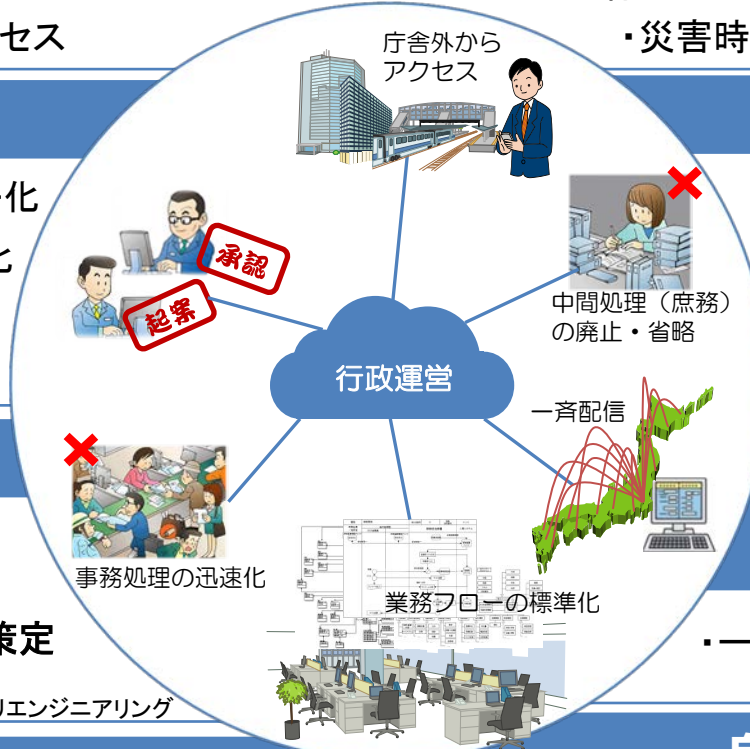 セス
庁舎外から
アクセス
・災害時
化
承認
起案
中間処理（庶務）
の廃止・省略
行政運営
一斉配信
事務処理の迅速化
業務フローの標準化
策定
・一
リエンジニアリング